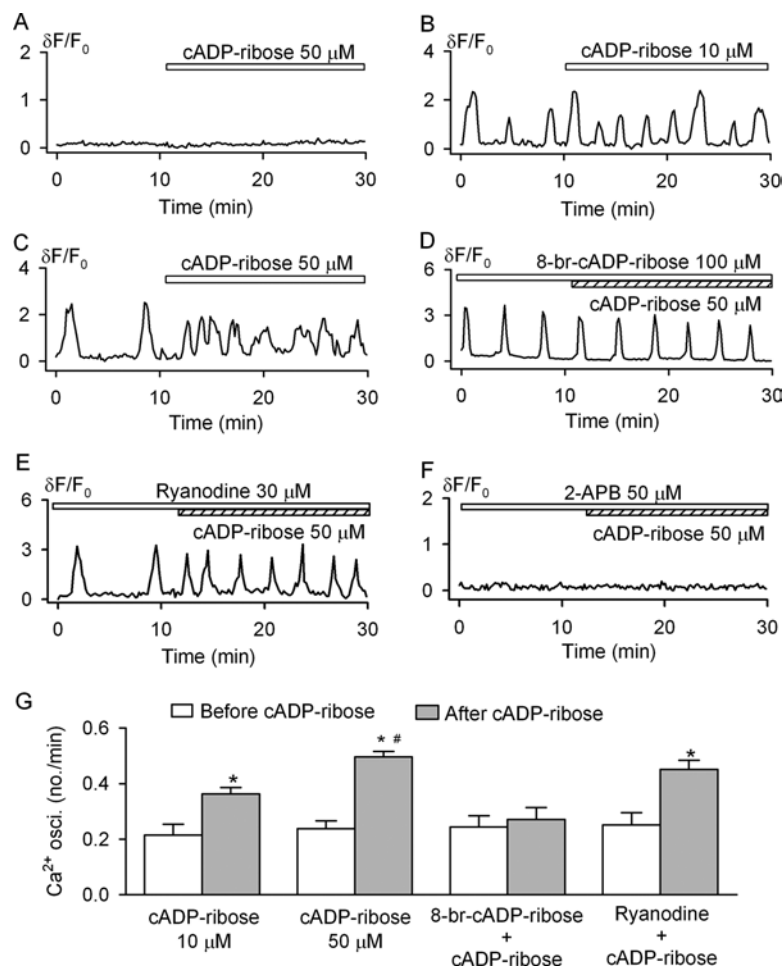 A
δF/F₀
cADP-ribose 50 μM
2
1
0
0 10 20 30
Time (min)
B
δF/F₀
cADP-ribose 10 μM
4
2
0
0 10 20 30
Time (min)
C
δF/F₀
cADP-ribose 50 μM
4
2
0
0 10 20 30
Time (min)
D
δF/F₀
8-br-cADP-ribose 100 μM
cADP-ribose 50 μM
6
3
0
0 10 20 30
Time (min)
E
δF/F₀
Ryanodine 30 μM
cADP-ribose 50 μM
6
3
0
0 10 20 30
Time (min)
F
δF/F₀
2-APB 50 μM
cADP-ribose 50 μM
2
1
0
0 10 20 30
Time (min)
G
Before cADP-ribose After cADP-ribose
Ca²⁺ osci. (no./min)
0.6
0.4
0.2
0.0
*
* #
*
cADP-ribose
10 μM
cADP-ribose
50 μM
8-br-cADP-ribose
+
cADP-ribose
Ryanodine
+
cADP-ribose